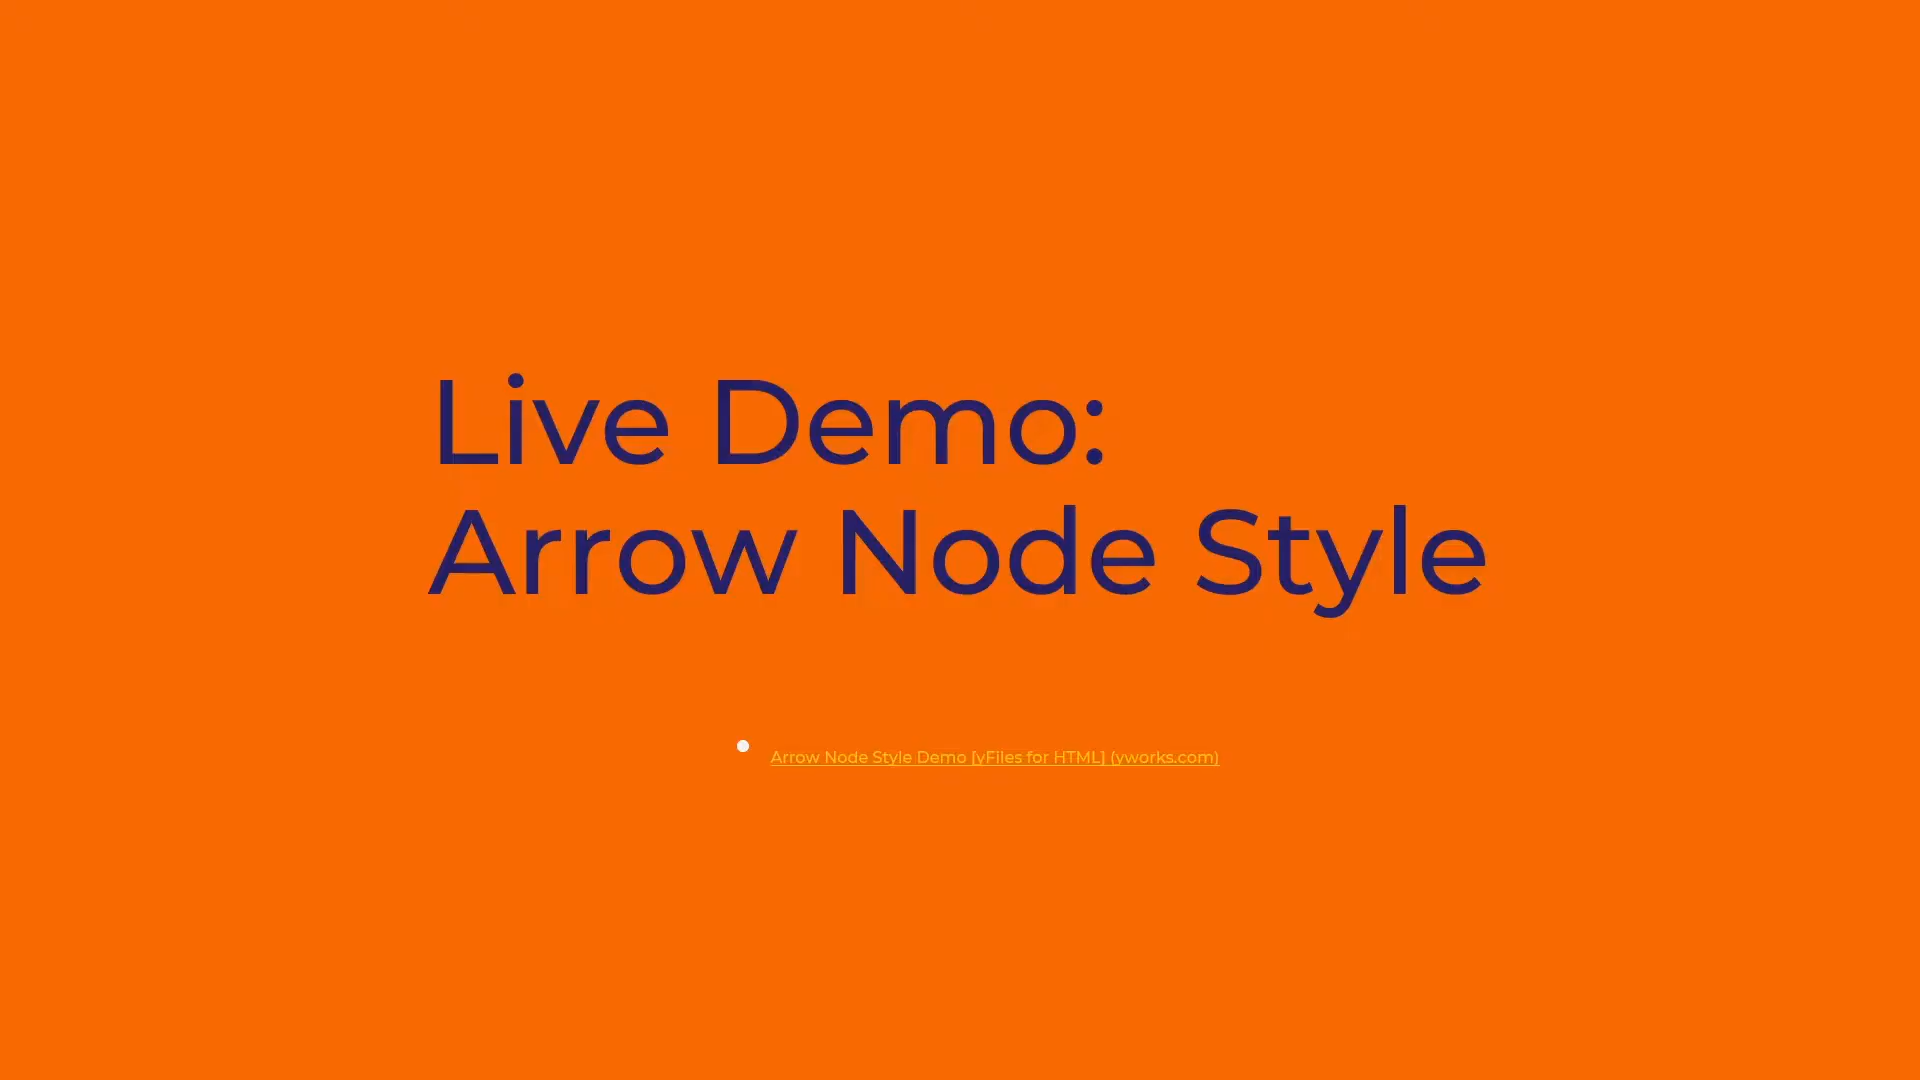 Live Demo:
Arrow Node Style
Arrow Node Style Demo [yFiles for HTML] (yworks.com)